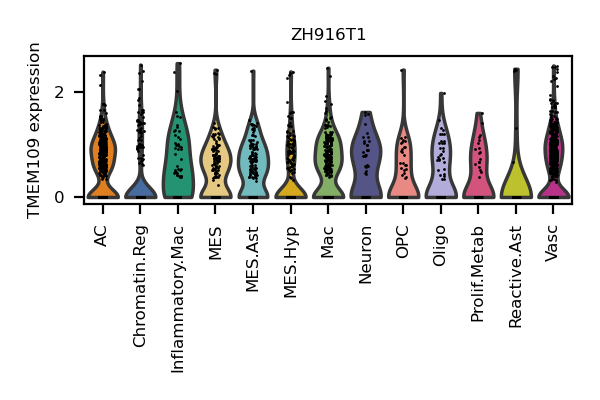 ZH916T1
TMEM109 expression
2
0
AC
Chromatin.Reg
Inflammatory.Mac
MES
MES.Ast
MES.Hyp
Mac
Neuron
OPC
Oligo
Prolif.Metab
Reactive.Ast
Vasc